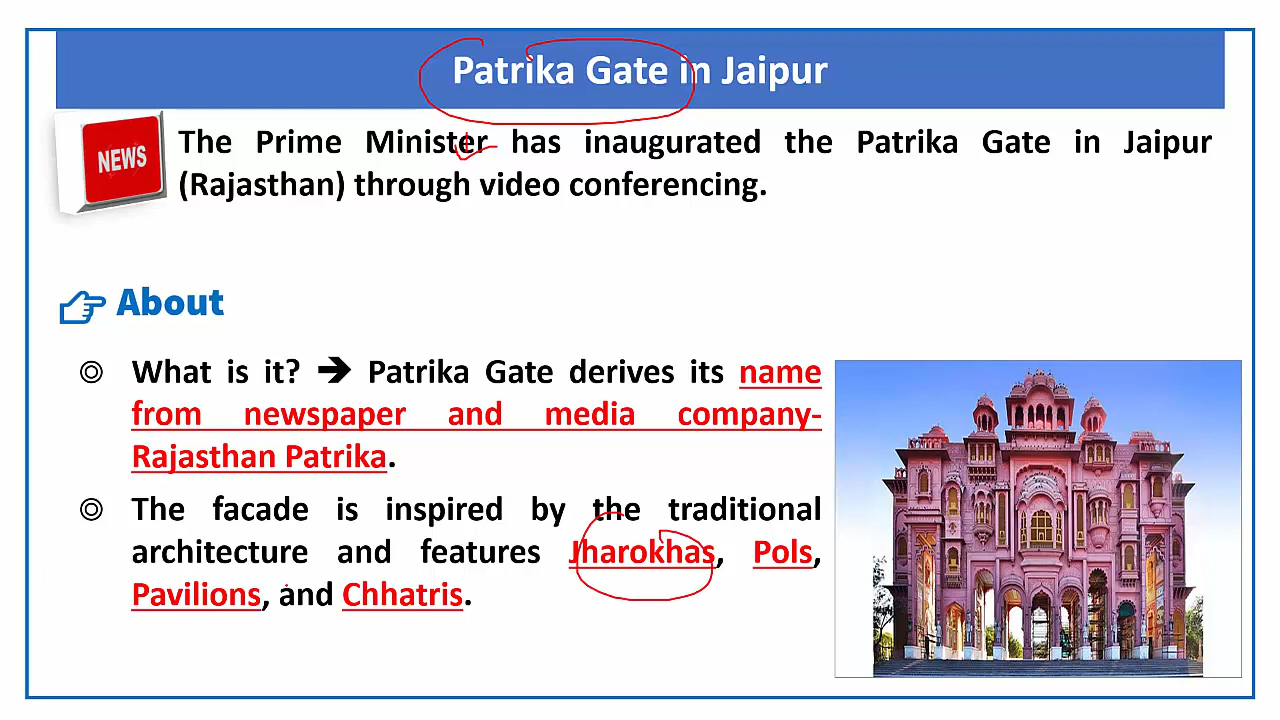 Patrika Gate in Jaipur
NEWS
The Prime Minister has inaugurated the Patrika Gate in Jaipur
(Rajasthan) through video conferencing.
About
◎ What is it? ➔ Patrika Gate derives its name
from newspaper and media company-
Rajasthan Patrika.
◎ The facade is inspired by the traditional
architecture and features Jharokhas, Pols,
Pavilions, and Chhatris.